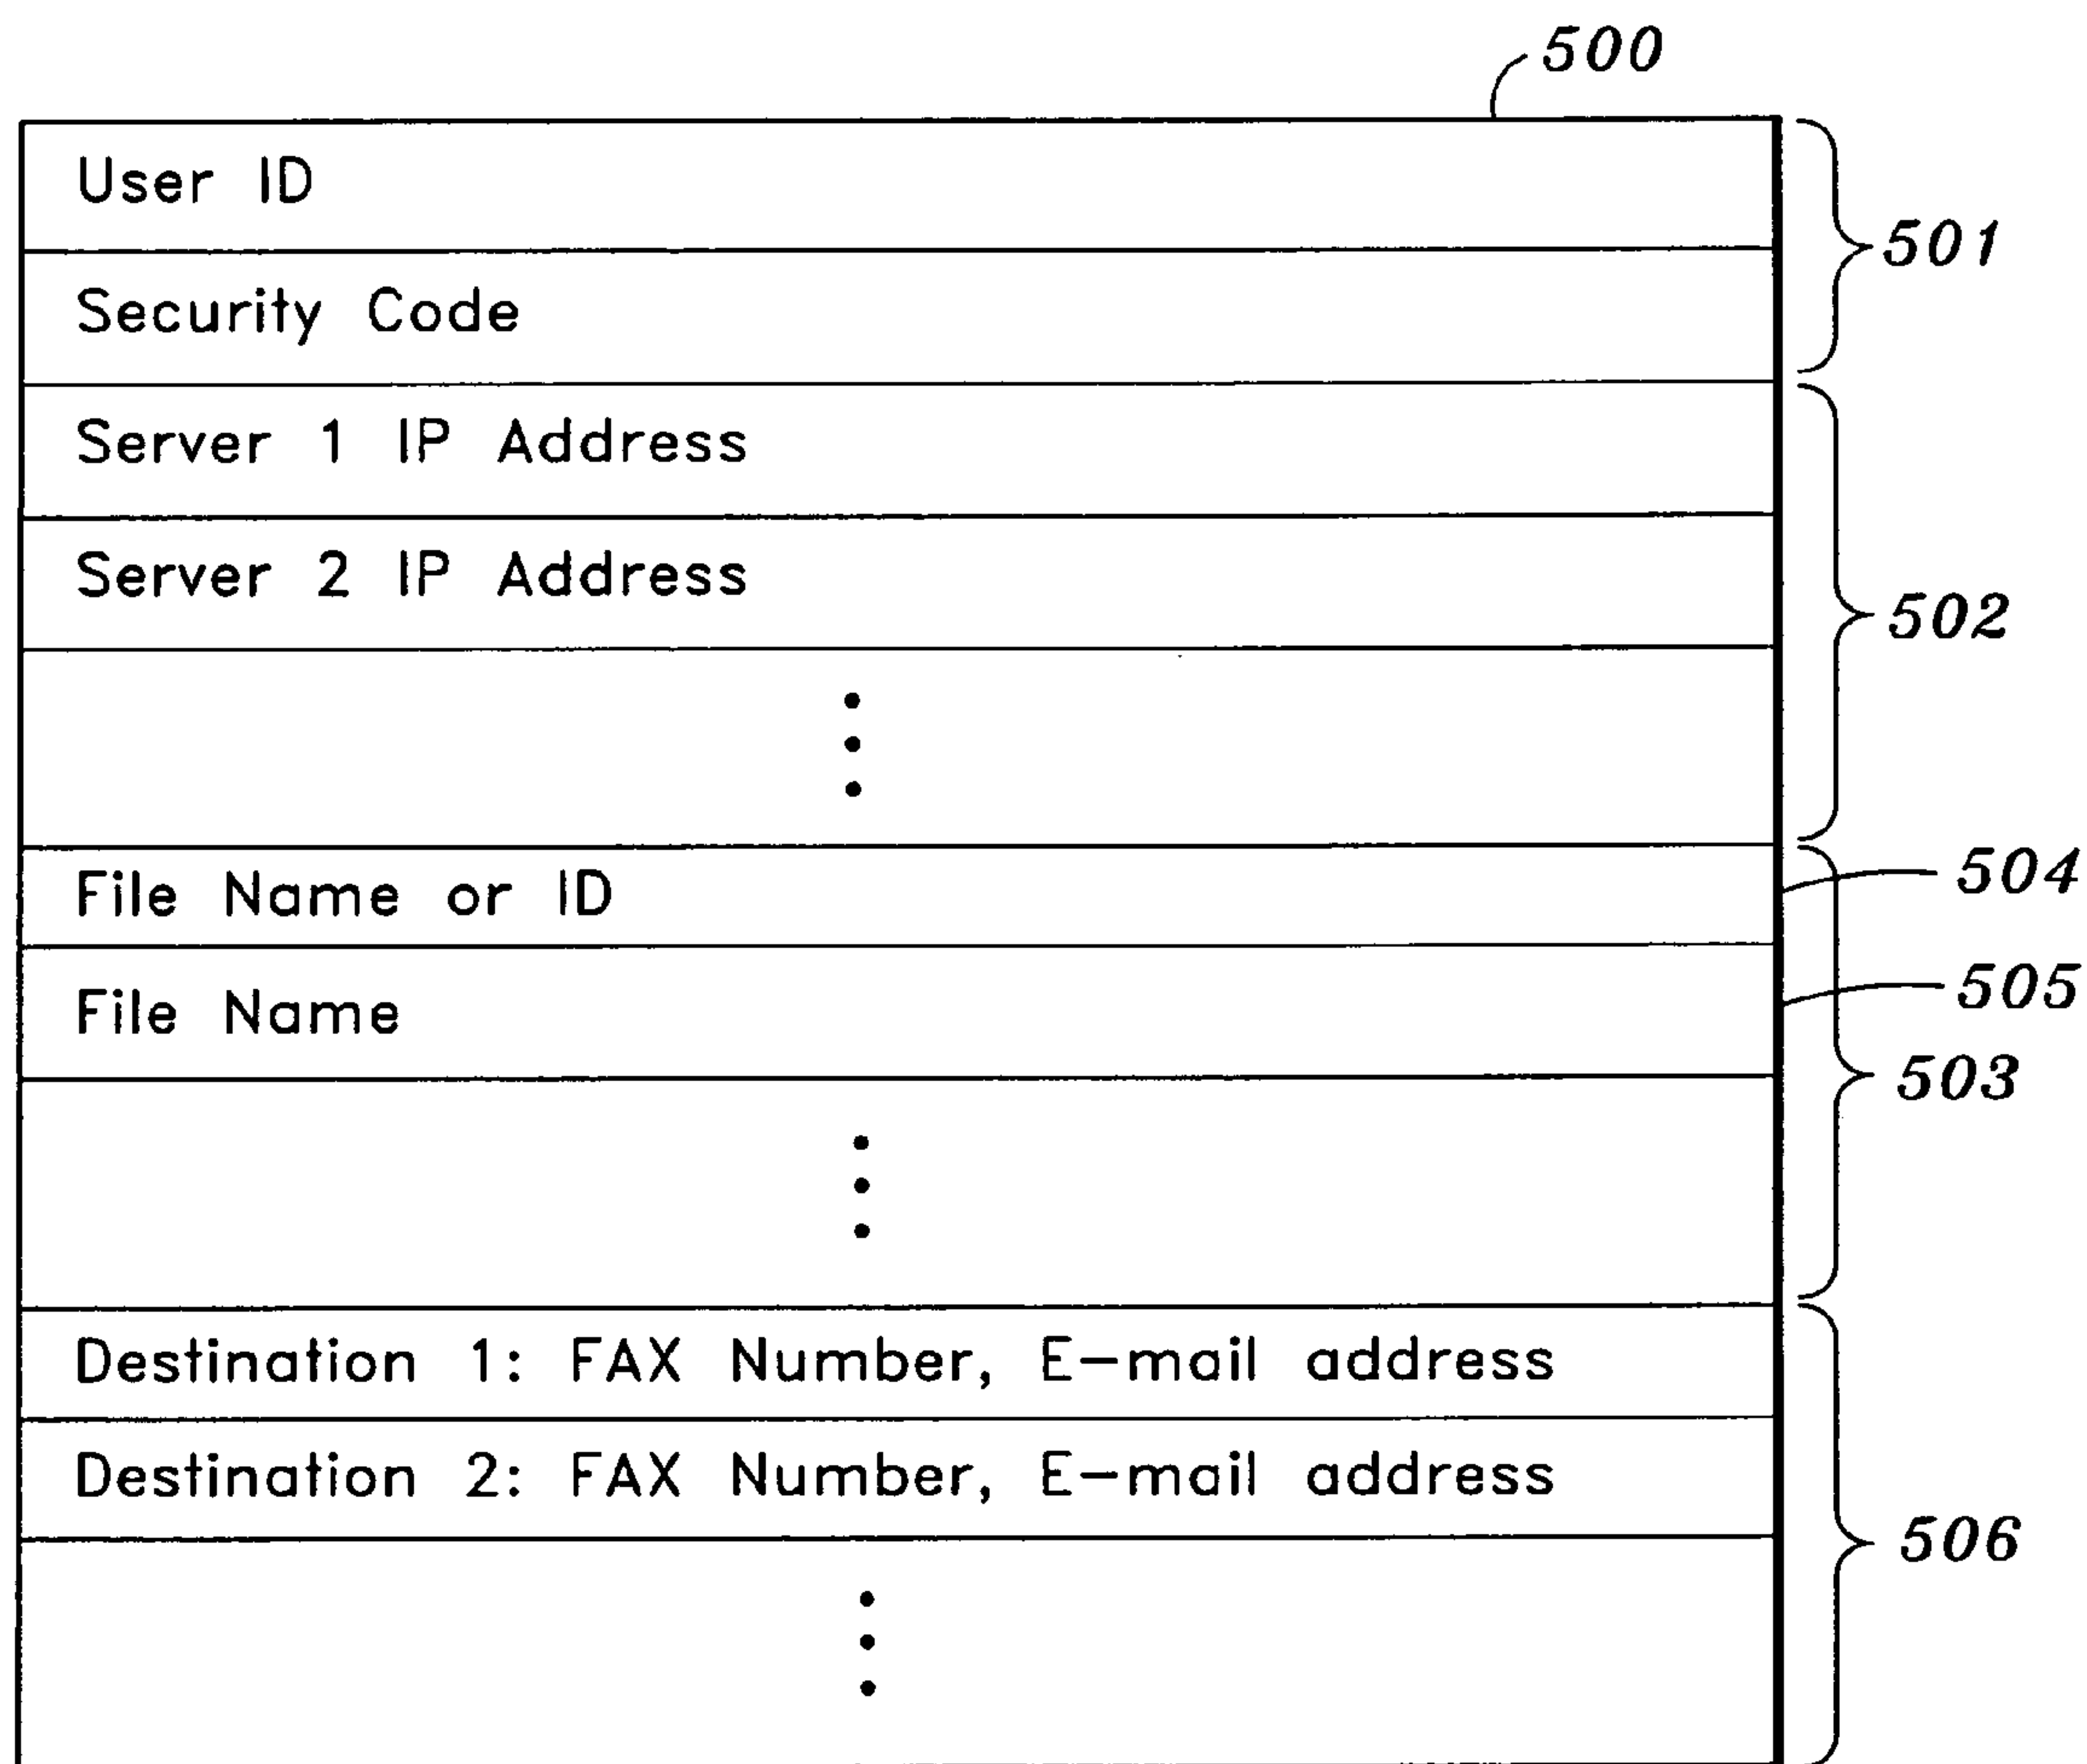 500
User ID
501
Security Code
Server 1 IP Address
Server 2 IP Address
502
File Name or ID
504
File Name
505
503
Destination 1: FAX Number, E-mail address
Destination 2: FAX Number, E-mail address
506